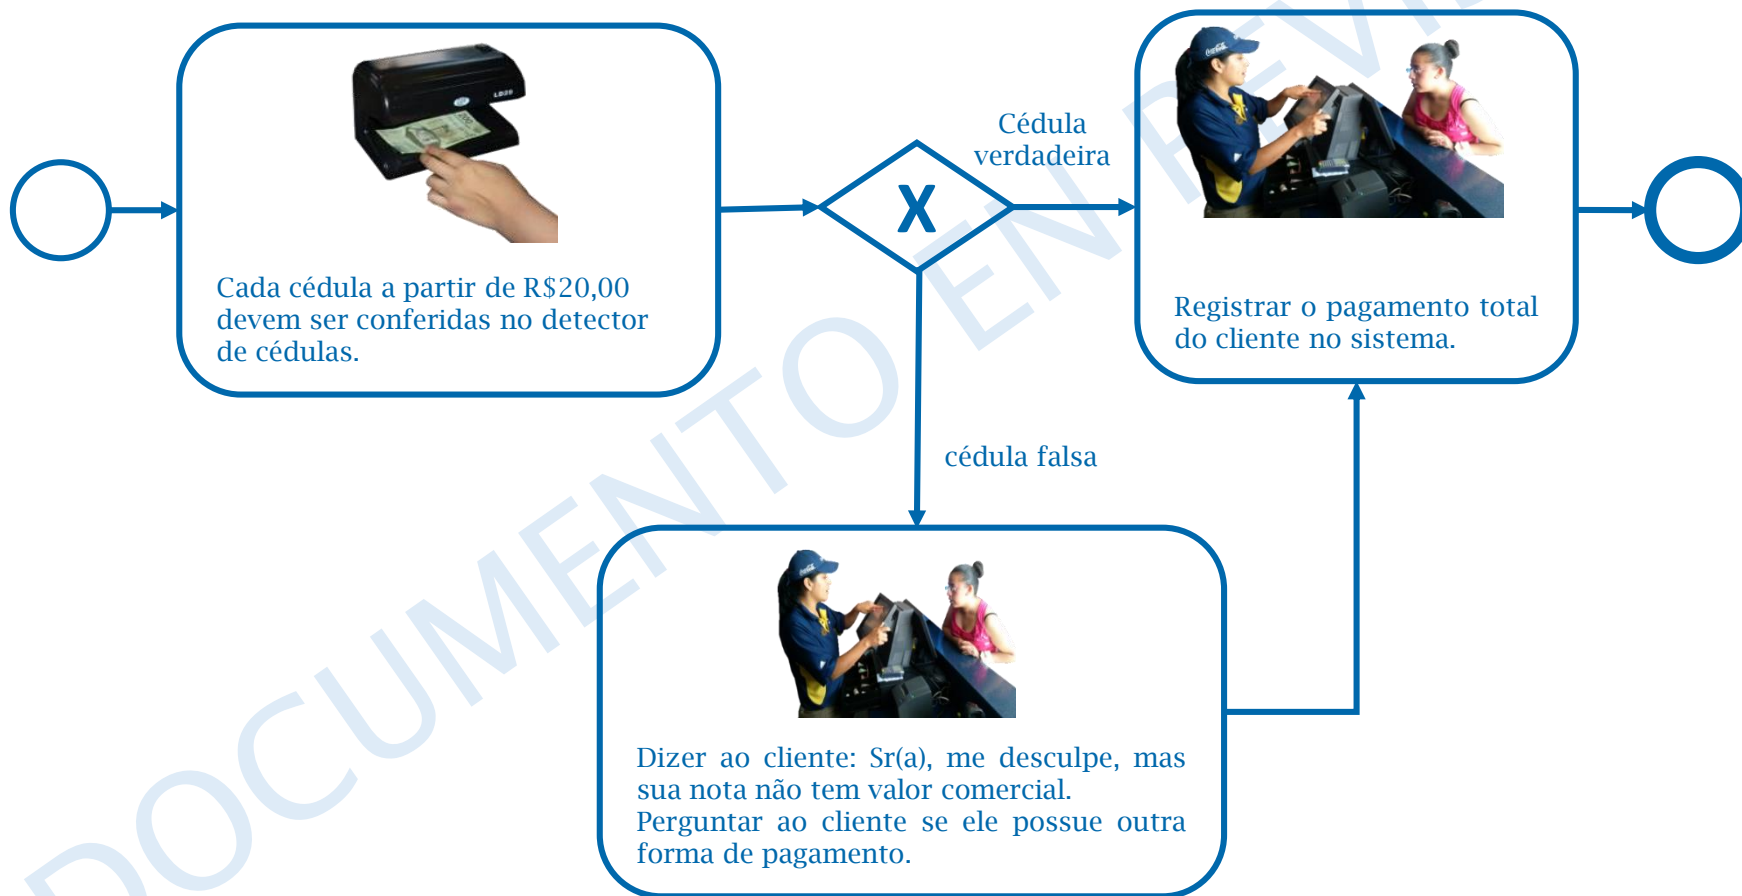 Cada cédula a partir de R$20,00
devem ser conferidas no detector
de cédulas.
X
Cédula
verdadeira
Registrar o pagamento total
do cliente no sistema.
cédula falsa
Dizer ao cliente: Sr(a), me desculpe, mas
sua nota não tem valor comercial.
Perguntar ao cliente se ele possue outra
forma de pagamento.
DOCUMENTO EN REVI